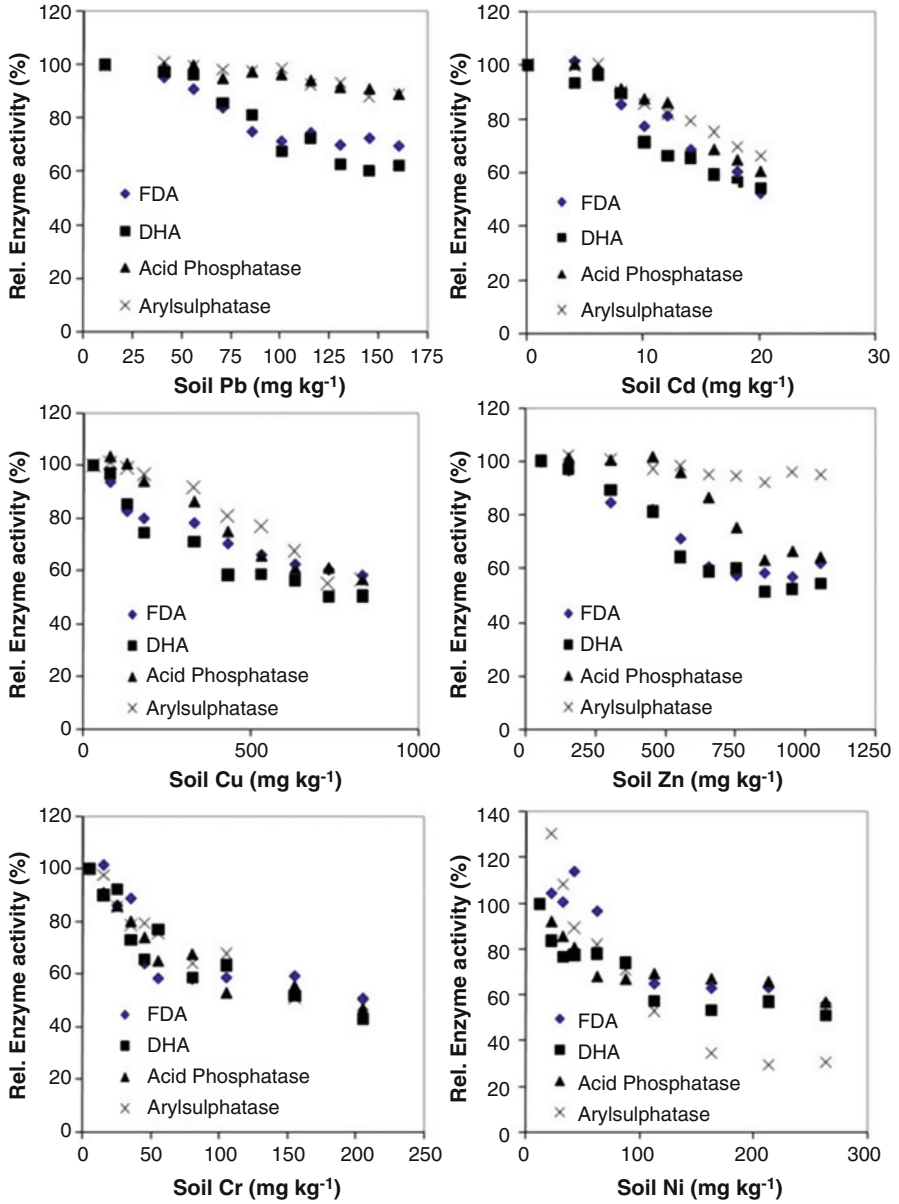 120
100
80
60
40
20
0
Rel. Enzyme activity (%)
FDA
DHA
Acid Phosphatase
Arylsulphatase
0 25 50 75 100 125 150 175
Soil Pb (mg kg-1)
120
100
80
60
40
20
0
Rel. Enzyme activity (%)
FDA
DHA
Acid Phosphatase
Arylsulphatase
0 10 20 30
Soil Cd (mg kg-1)
120
100
80
60
40
20
0
Rel. Enzyme activity (%)
FDA
DHA
Acid Phosphatase
Arylsulphatase
0 500 1000
Soil Cu (mg kg-1)
120
100
80
60
40
20
0
Rel. Enzyme activity (%)
FDA
DHA
Acid Phosphatase
Arylsulphatase
0 250 500 750 1000 1250
Soil Zn (mg kg-1)
120
100
80
60
40
20
0
Rel. Enzyme activity (%)
FDA
DHA
Acid Phosphatase
Arylsulphatase
0 50 100 150 200 250
Soil Cr (mg kg-1)
140
120
100
80
60
40
20
0
Rel. Enzyme activity (%)
FDA
DHA
Acid Phosphatase
Arylsulphatase
0 100 200 300
Soil Ni (mg kg-1)